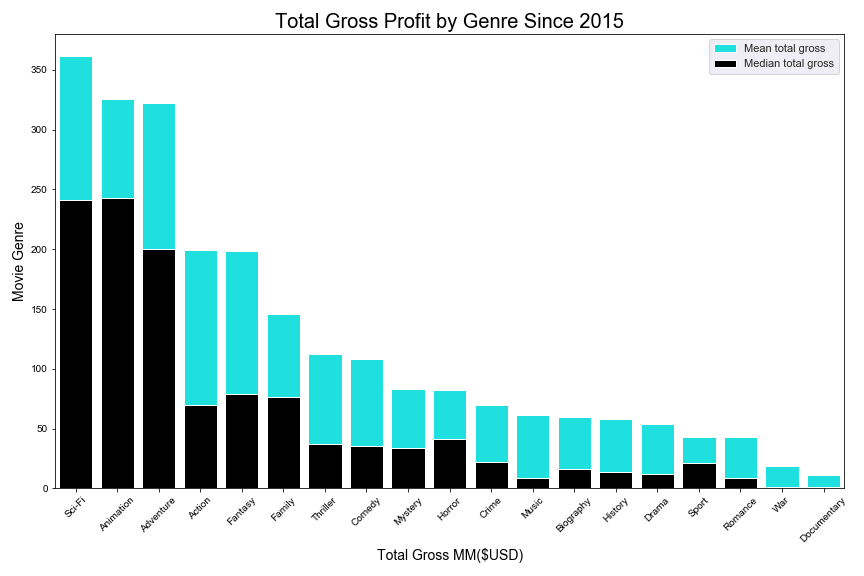 Total Gross Profit by Genre Since 2015
Mean total gross
Median total gross
Movie Genre
350
300
250
200
150
100
50
0
Sci-Fi
Animation
Adventure
Action
Fantasy
Family
Thriller
Comedy
Mystery
Horror
Crime
Music
Biography
History
Drama
Sport
Romance
War
Documentary
Total Gross MM($USD)